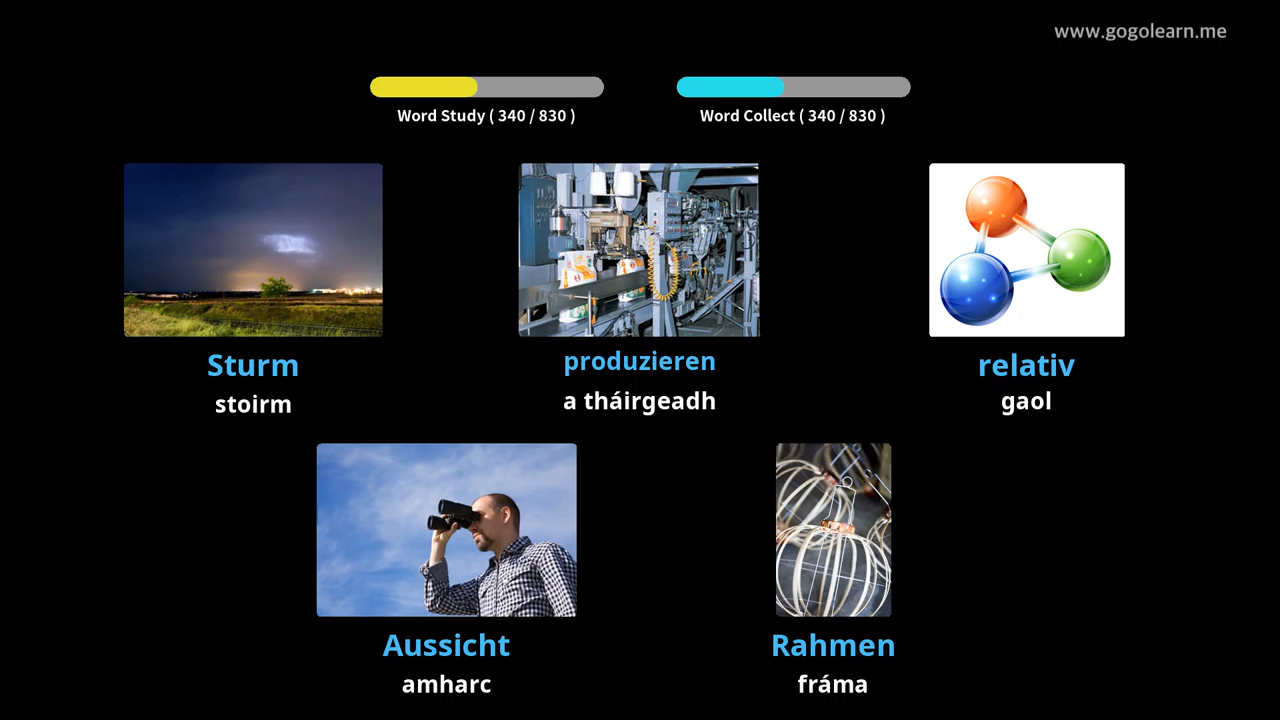 www.gogolearn.me
Word Study ( 340 / 830 )
Word Collect ( 340 / 830 )
Sturm
stoirm
produzieren
a tháirgeadh
relativ
gaol
Aussicht
amharc
Rahmen
fráma